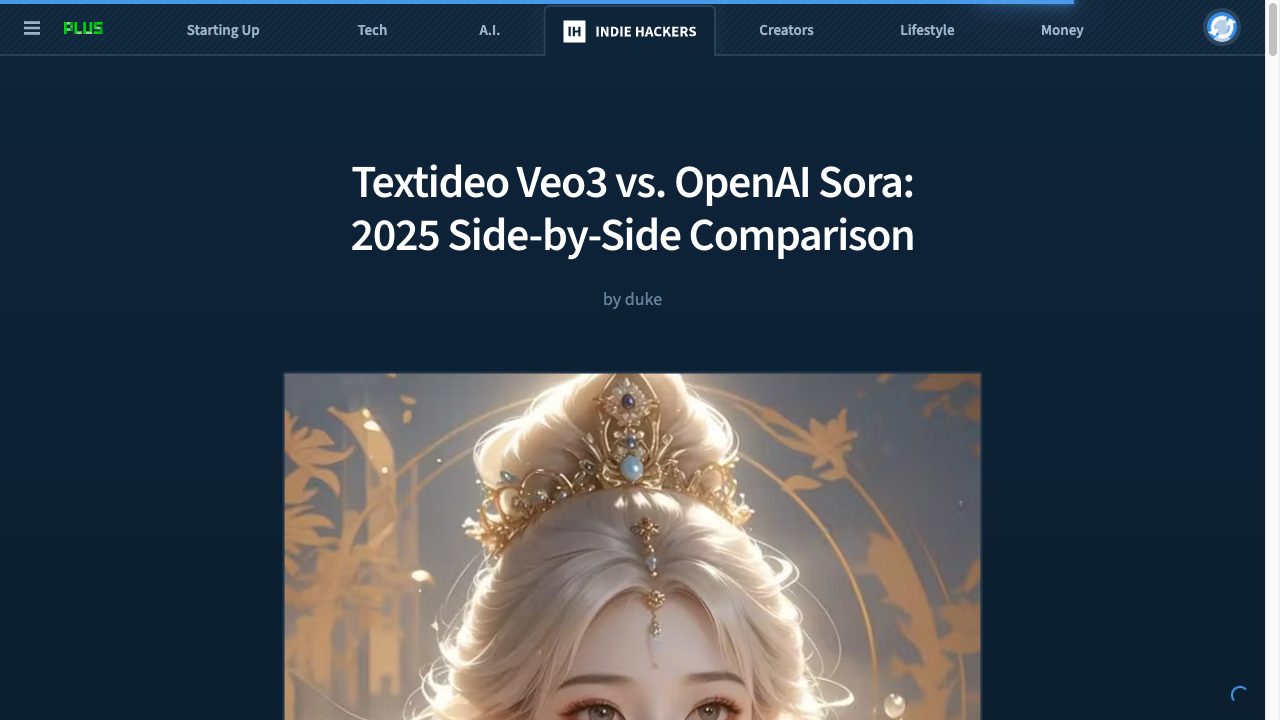 PLUS
Starting Up
Tech
A.I.
IH INDIE HACKERS
Creators
Lifestyle
Money
Textideo Veo3 vs. OpenAI Sora:
2025 Side-by-Side Comparison
by duke